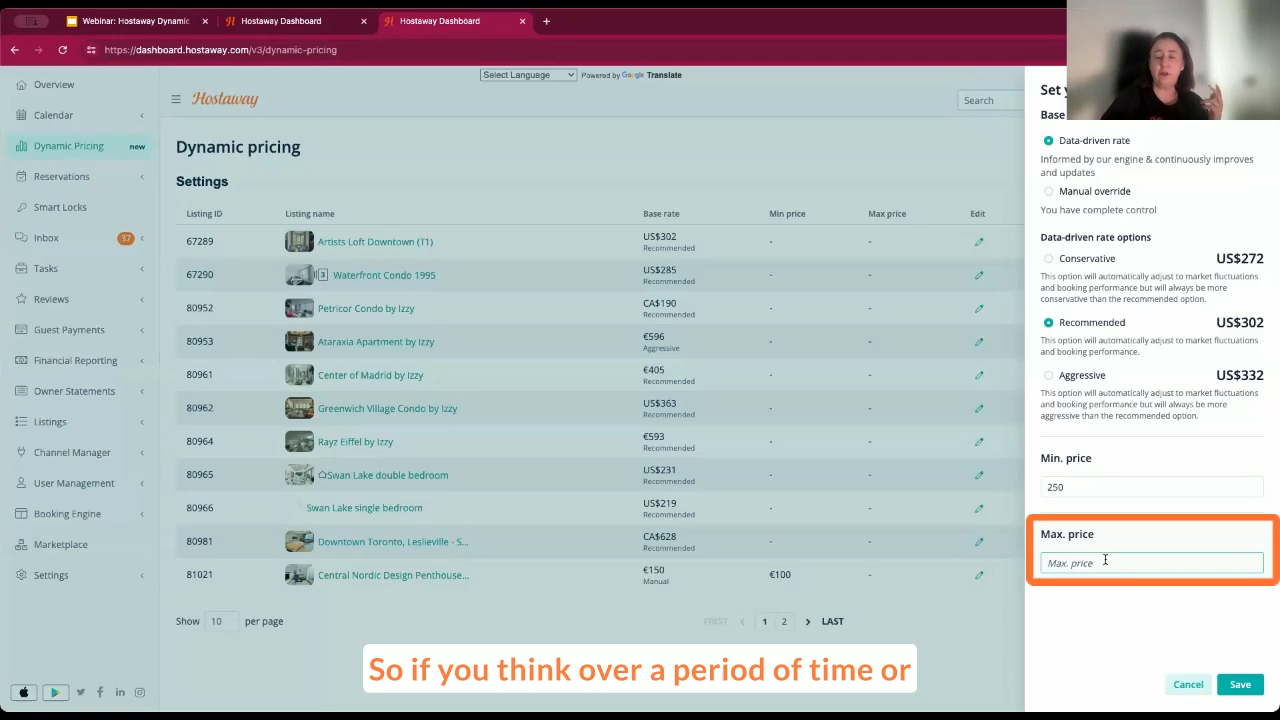 Webinar: Hostaway Dynamic
Hostaway Dashboard
Hostaway Dashboard
https://dashboard.hostaway.com/v3/dynamic-pricing
Select Language
Powered by Google Translate
Overview
Calendar
Dynamic Pricing new
Reservations
Smart Locks
Inbox 37
Tasks
Reviews
Guest Payments
Financial Reporting
Owner Statements
Listings
Channel Manager
User Management
Booking Engine
Marketplace
Settings
Hostaway
Search
Dynamic pricing
Settings
Listing ID Listing name Base rate Min price Max price Edit
67289 Artists Loft Downtown (T1) US$302 - -
Recommended
67290 3 Waterfront Condo 1995 US$285 - -
Recommended
80952 Petricor Condo by Izzy CA$190 - -
Recommended
80953 Ataraxia Apartment by Izzy €596 - -
Aggressive
80961 Center of Madrid by Izzy €405 - -
Recommended
80962 Greenwich Village Condo by Izzy US$363 - -
Recommended
80964 Rayz Eiffel by Izzy €593 - -
Recommended
80965 Swan Lake double bedroom US$231 - -
Recommended
80966 Swan Lake single bedroom US$219 - -
Recommended
80981 Downtown Toronto, Leslieville - S... CA$628 - -
Recommended
81021 Central Nordic Design Penthouse... €150 €100 -
Manual
Show 10 per page
FIRST 1 2 LAST
Set
Base
Data-driven rate
Informed by our engine & continuously improves
and updates
Manual override
You have complete control
Data-driven rate options
Conservative US$272
This option will automatically adjust to market fluctuations
and booking performance but will always be more
conservative than the recommended option.
Recommended US$302
This option will automatically adjust to market fluctuations
and booking performance.
Aggressive US$332
This option will automatically adjust to market fluctuations
and booking performance but will always be more
aggressive than the recommended option.
Min. price
250
Max. price
Max. price
Cancel Save
So if you think over a period of time or